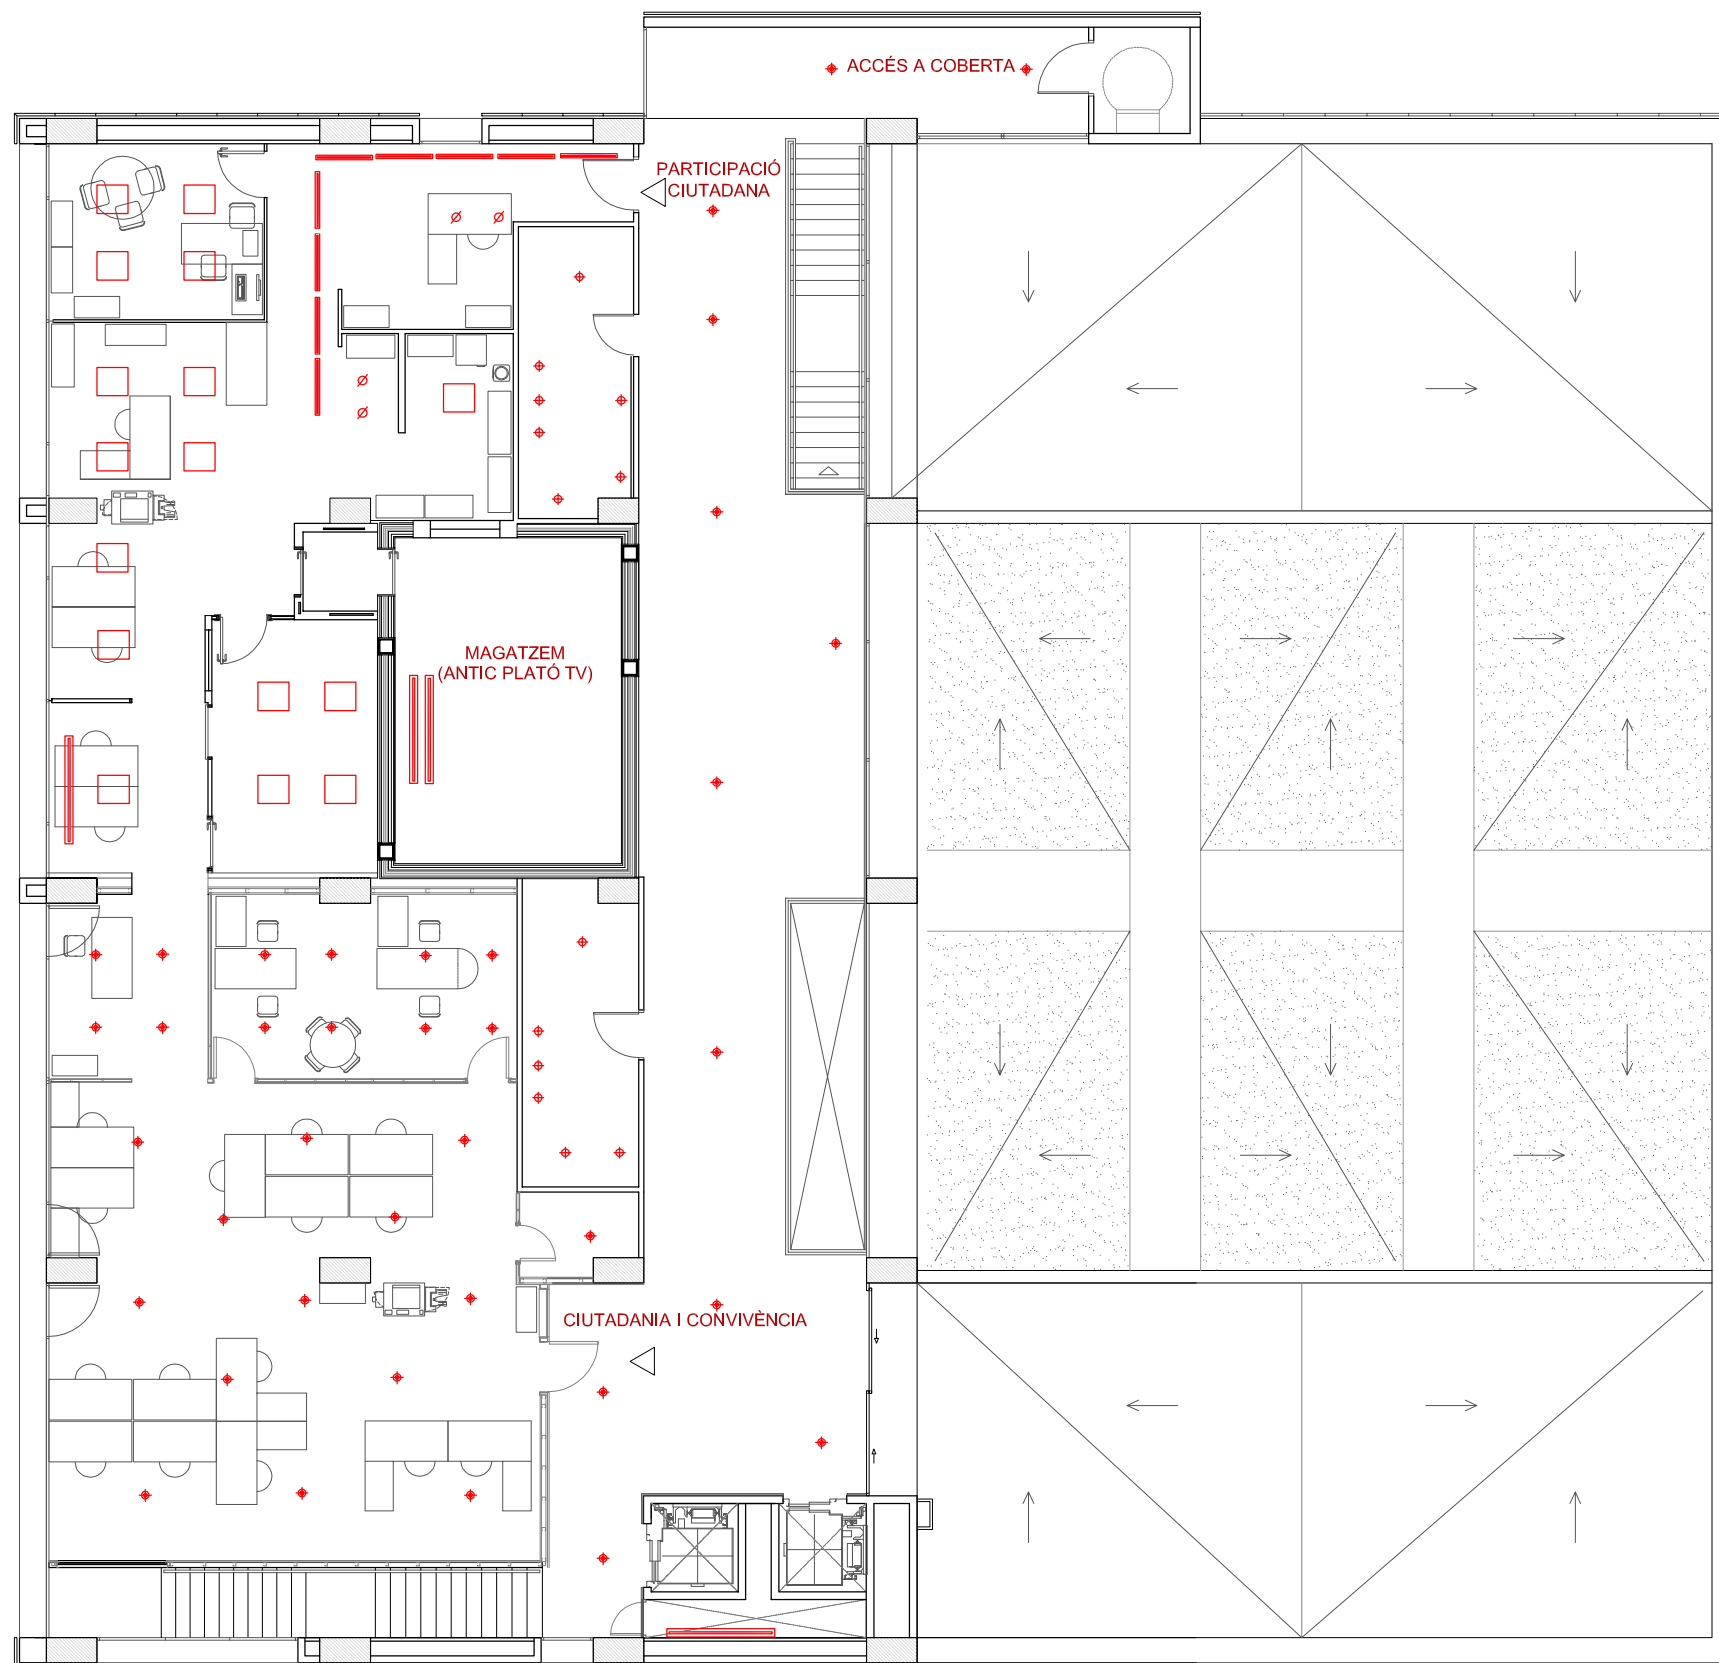 ACCÉS A COBERTA
PARTICIPACIÓ
CIUTADANA
MAGATZEM
(ANTIC PLATÓ TV)
CIUTADANIA I CONVIVÈNCIA